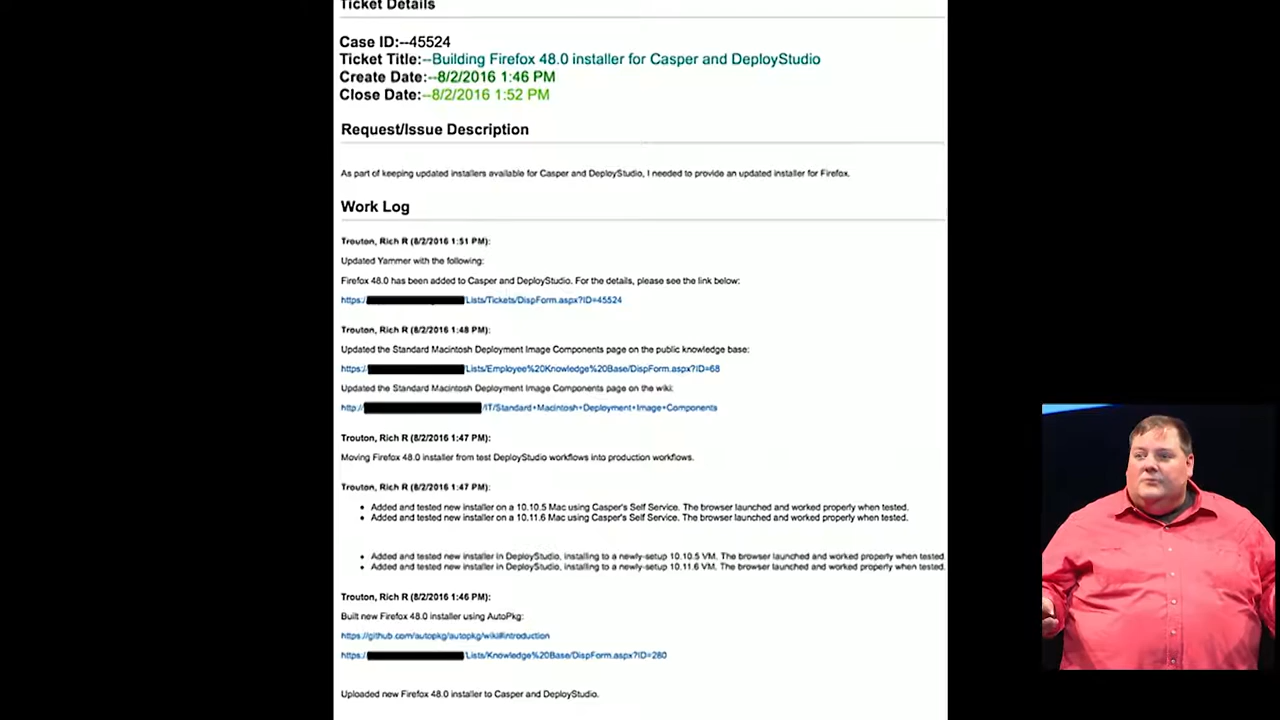 Ticket Details
Case ID:--45524
Ticket Title:--Building Firefox 48.0 installer for Casper and DeployStudio
Create Date:--8/2/2016 1:46 PM
Close Date:--8/2/2016 1:52 PM
Request/Issue Description
As part of keeping updated installers available for Casper and DeployStudio, I needed to provide an updated installer for Firefox.
Work Log
Trouton, Rich R (8/2/2016 1:51 PM):
Updated Yammer with the following:
Firefox 48.0 has been added to Casper and DeployStudio. For the details, please see the link below:
https:/ Lists/Tickets/DispForm.aspx?ID=45524
Trouton, Rich R (8/2/2016 1:48 PM):
Updated the Standard Macintosh Deployment Image Components page on the public knowledge base:
https:/ Lists/Employee%20Knowledge%20Base/DispForm.aspx?ID=68
Updated the Standard Macintosh Deployment Image Components page on the wiki:
http:/ /IT/Standard+Macintosh+Deployment+Image+Components
Trouton, Rich R (8/2/2016 1:47 PM):
Moving Firefox 48.0 installer from test DeployStudio workflows into production workflows.
Trouton, Rich R (8/2/2016 1:47 PM):
• Added and tested new installer on a 10.10.5 Mac using Casper's Self Service. The browser launched and worked properly when tested.
• Added and tested new installer on a 10.11.6 Mac using Casper's Self Service. The browser launched and worked properly when tested.
• Added and tested new installer in DeployStudio, installing to a newly-setup 10.10.5 VM. The browser launched and worked properly when tested
• Added and tested new installer in DeployStudio, installing to a newly-setup 10.11.6 VM. The browser launched and worked properly when tested.
Trouton, Rich R (8/2/2016 1:46 PM):
Built new Firefox 48.0 installer using AutoPkg:
https://github.com/autopkg/autopkg/wiki#introduction
https:/ /Lists/Knowledge%20Base/DispForm.aspx?ID=280
Uploaded new Firefox 48.0 installer to Casper and DeployStudio.